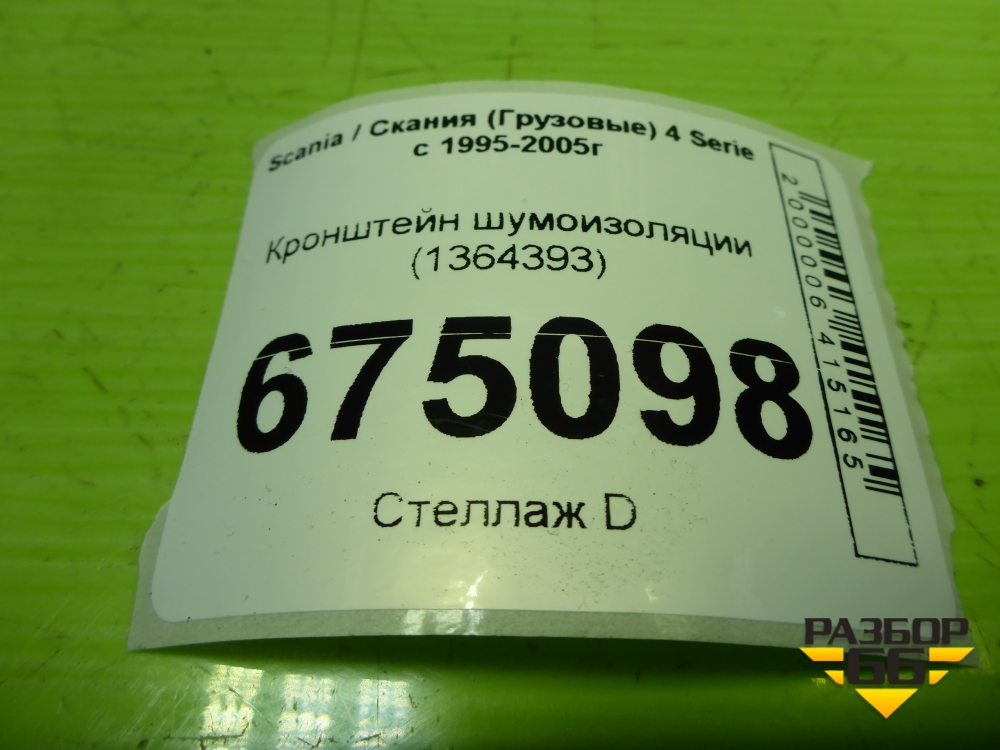 Scania / Скания (Грузовые) 4 Serie
с 1995-2005г
Кронштейн шумоизоляции
(1364393)
675098
Стеллаж D
2000006415165
РАЗБОР
66